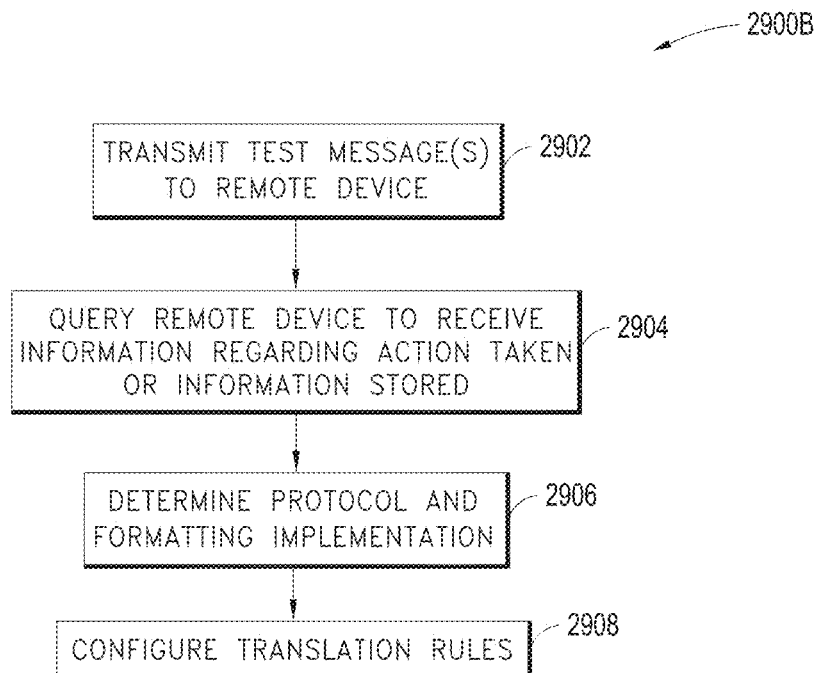 2900B
TRANSMIT TEST MESSAGE(S)
TO REMOTE DEVICE
2902
QUERY REMOTE DEVICE TO RECEIVE
INFORMATION REGARDING ACTION TAKEN
OR INFORMATION STORED
2904
DETERMINE PROTOCOL AND
FORMATTING IMPLEMENTATION
2906
CONFIGURE TRANSLATION RULES
2908